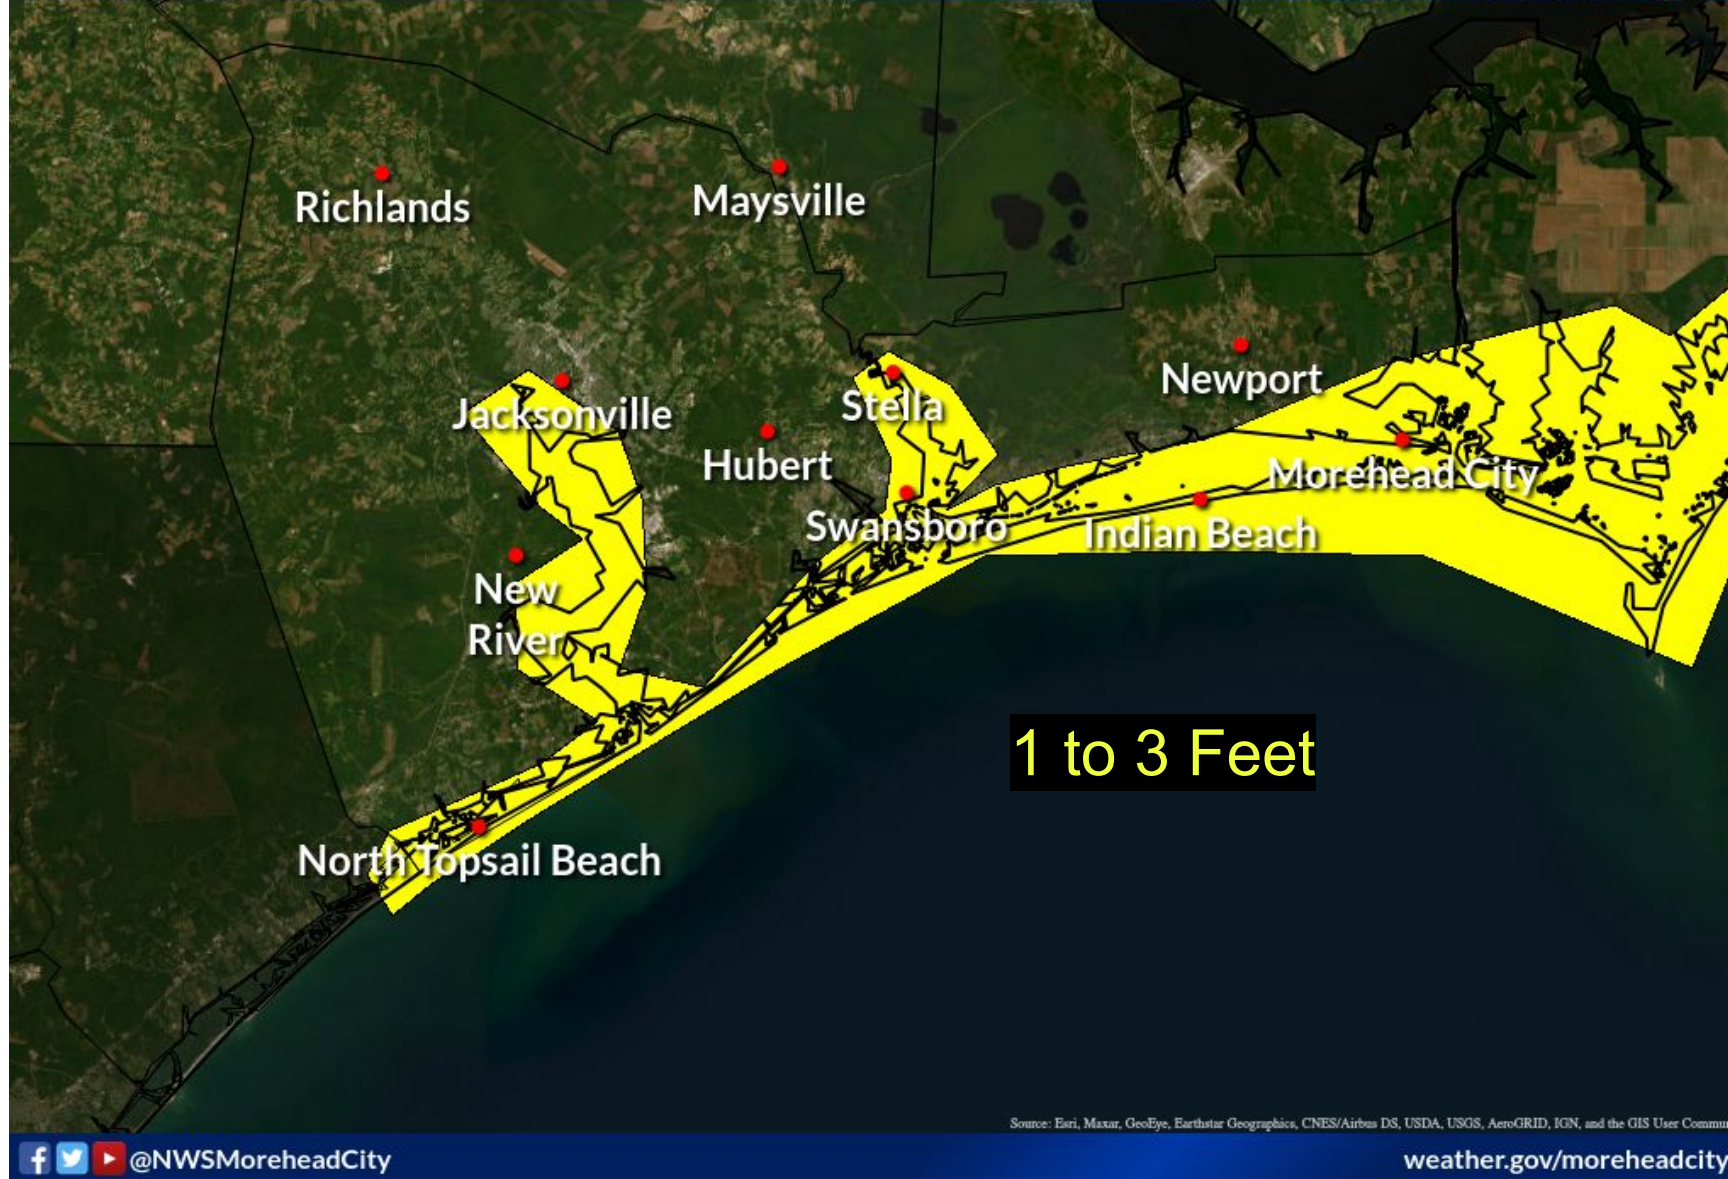 Richlands
Maysville
Newport
Jacksonville
Stella
Hubert
Morehead City
Swansboro
Indian Beach
New
River
1 to 3 Feet
North Topsail Beach
Source: Esri, Maxar, GeoEye, Earthstar Geographics, CNES/Airbus DS, USDA, USGS, AeroGRID, IGN, and the GIS User Commun
@NWSMoreheadCity
weather.gov/moreheadcity